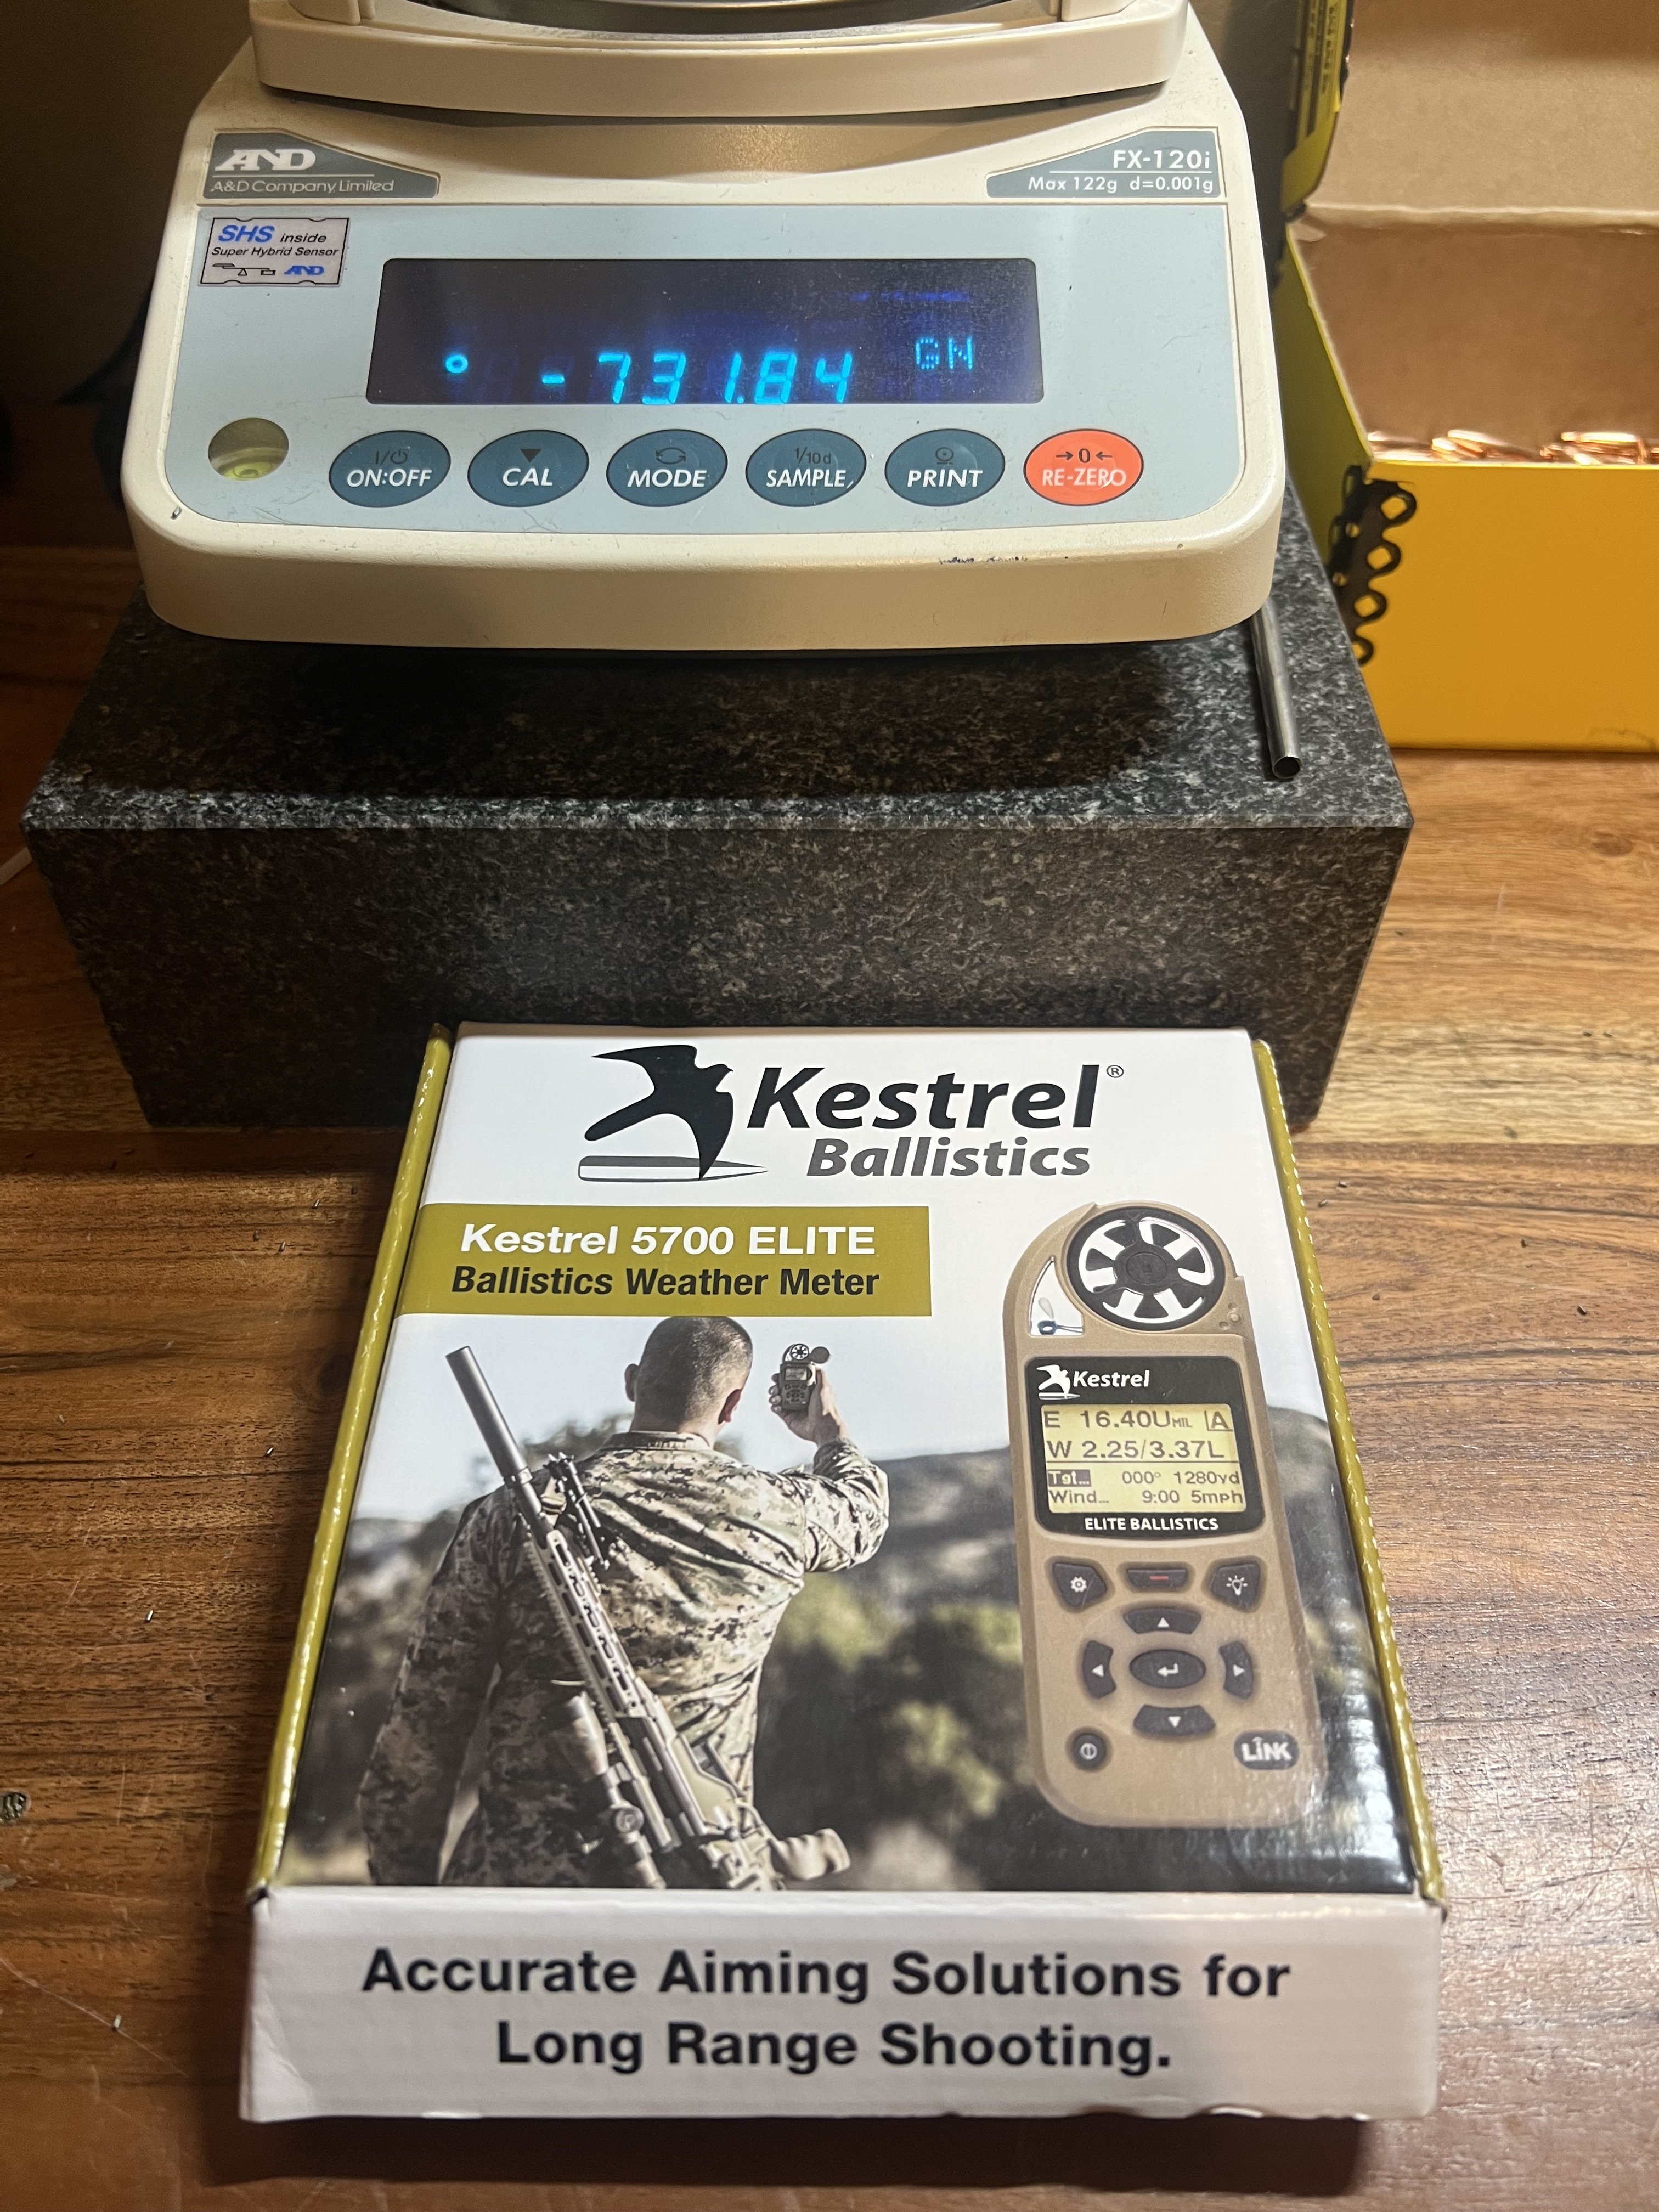 AND
A&D Company Limited
FX-120i
Max 122g d=0.001g
SHS inside
Super Hybrid Sensor
AND
-731.84 GN
I/⏻
ON:OFF
CAL
MODE
1/10d
SAMPLE
PRINT
→0←
RE-ZERO
Kestrel®
Ballistics
Kestrel 5700 ELITE
Ballistics Weather Meter
Kestrel
E 16.40UMIL A
W 2.25/3.37L
Tgt... 000° 1280yd
Wind... 9:00 5mph
ELITE BALLISTICS
LiNK
Accurate Aiming Solutions for
Long Range Shooting.